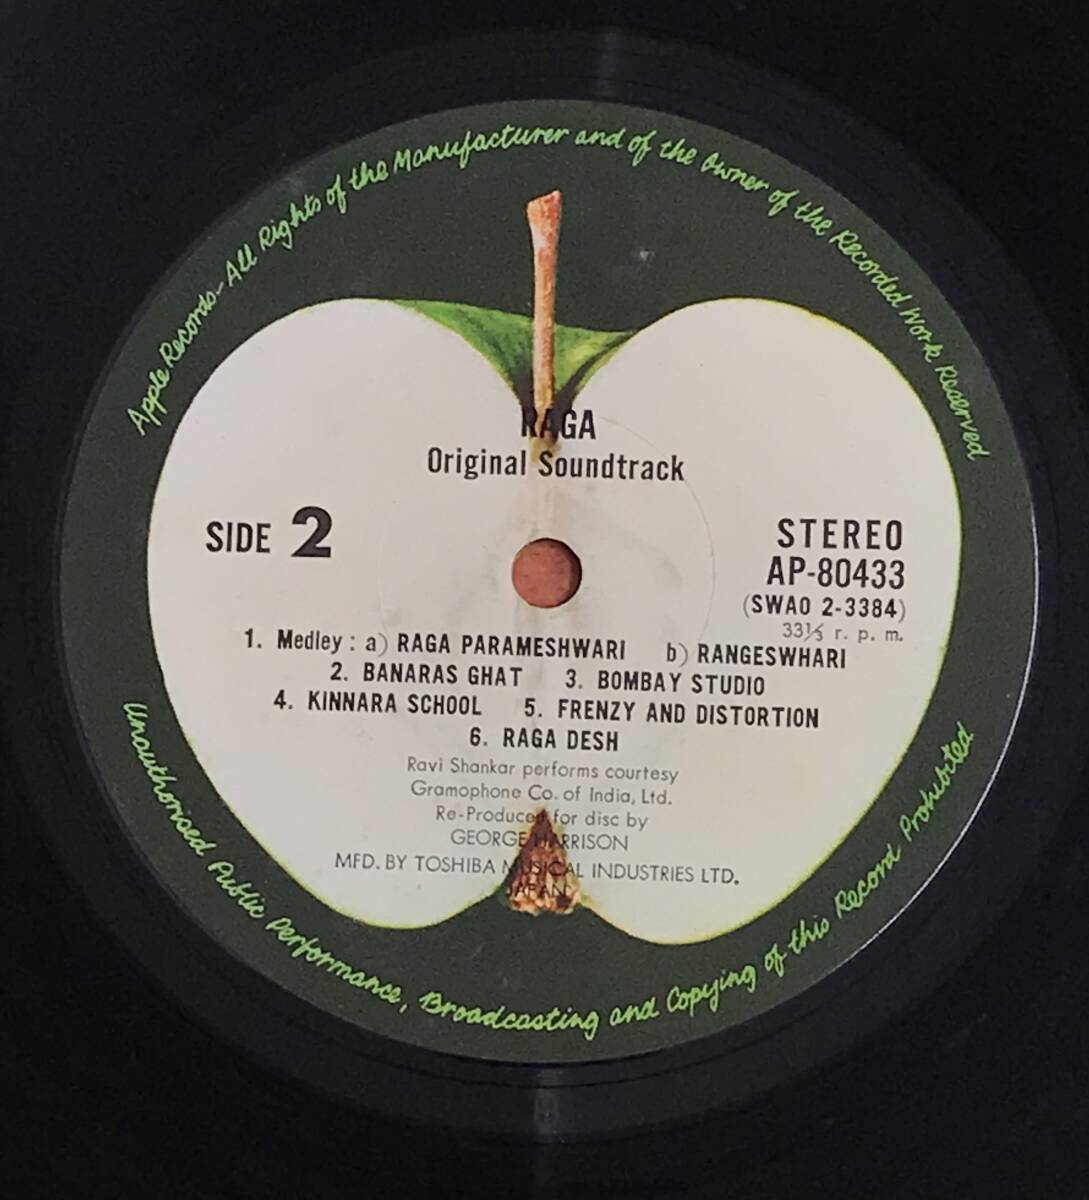 Apple Records - All Rights of the Manufacturer and of the Owner of the Recorded Work Reserved
RAGA
Original Soundtrack
SIDE 2
STEREO
AP-80433
(SWAO 2-3384)
33⅓ r. p. m.
1. Medley : a) RAGA PARAMESHWARI b) RANGESWHARI
2. BANARAS GHAT 3. BOMBAY STUDIO
4. KINNARA SCHOOL 5. FRENZY AND DISTORTION
6. RAGA DESH
Ravi Shankar performs courtesy
Gramophone Co. of India, Ltd.
Re-Produced for disc by
GEORGE HARRISON
MFD. BY TOSHIBA MUSICAL INDUSTRIES LTD.
JAPAN
Unauthorised Public Performance, Broadcasting and Copying of this Record Prohibited